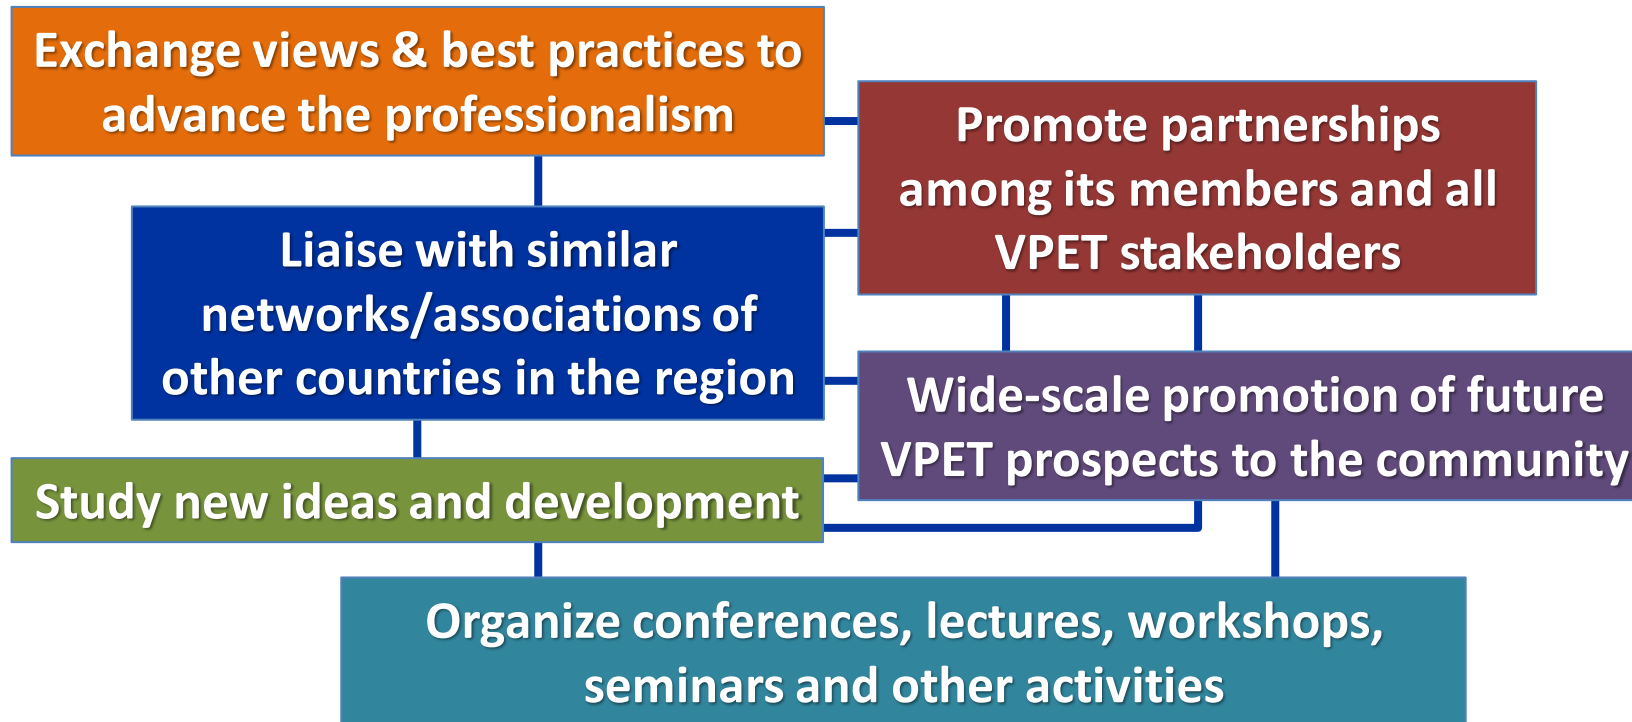 Exchange views & best practices to
advance the professionalism
Promote partnerships
among its members and all
VPET stakeholders
Liaise with similar
networks/associations of
other countries in the region
Wide-scale promotion of future
VPET prospects to the community
Study new ideas and development
Organize conferences, lectures, workshops,
seminars and other activities